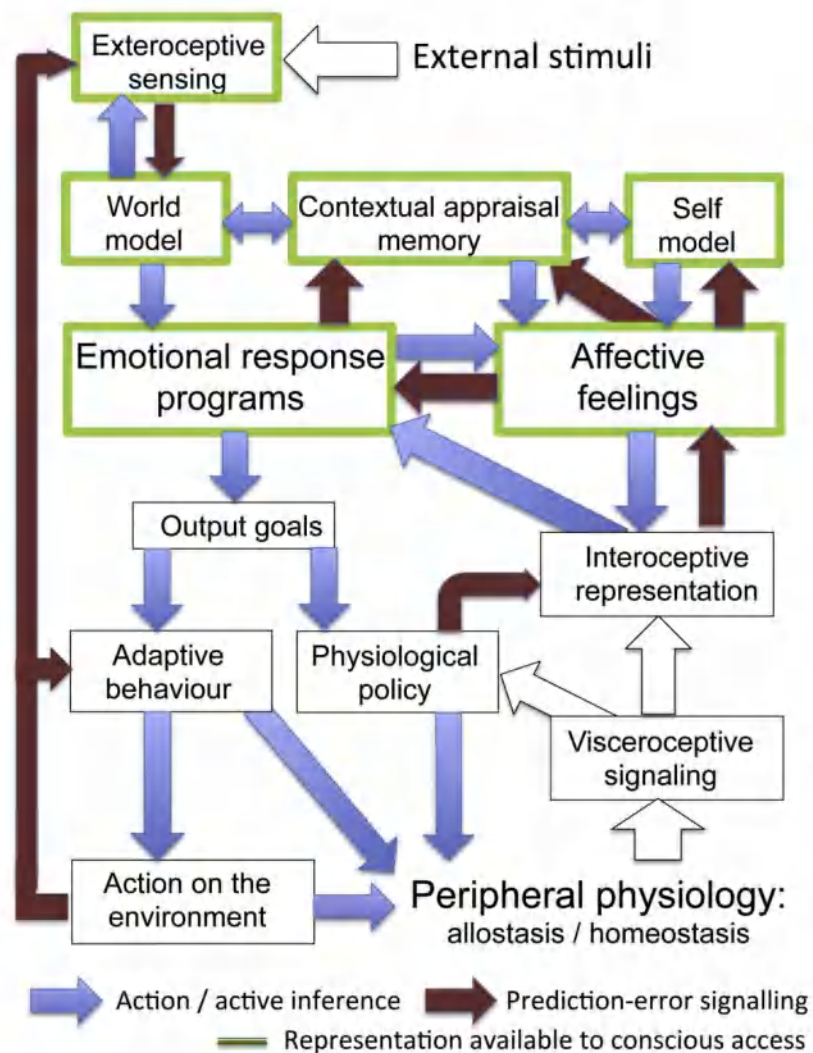 Exteroceptive
sensing
External stimuli
World
model
Contextual appraisal
memory
Self
model
Emotional response
programs
Affective
feelings
Output goals
Interoceptive
representation
Adaptive
behaviour
Physiological
policy
Visceroceptive
signaling
Action on the
environment
Peripheral physiology:
allostasis / homeostasis
Action / active inference
Prediction-error signalling
Representation available to conscious access